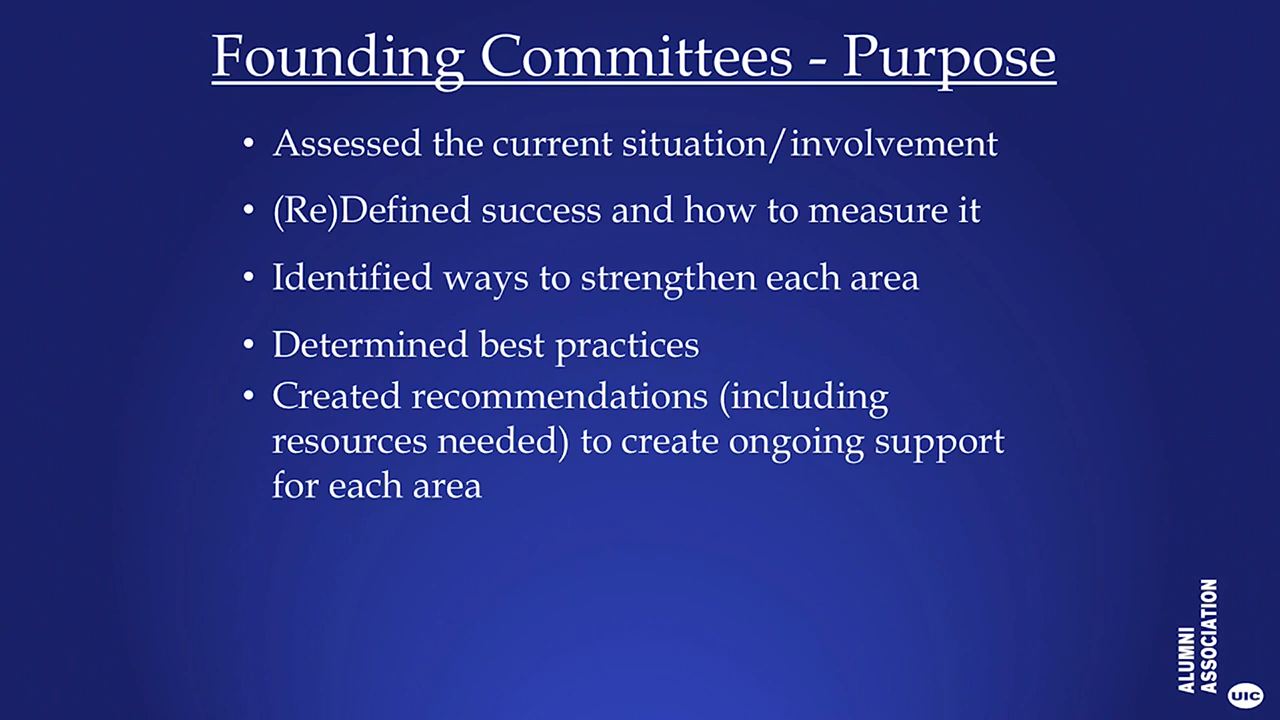 Founding Committees - Purpose
• Assessed the current situation/involvement
• (Re)Defined success and how to measure it
• Identified ways to strengthen each area
• Determined best practices
• Created recommendations (including
resources needed) to create ongoing support
for each area
ALUMNI
ASSOCIATION
UIC